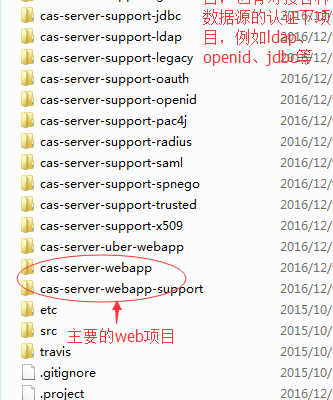 cas-server-support-jdbc 2016/12/
数据源的认证个项
cas-server-support-ldap 2016/12/
目，例如ldap、
cas-server-support-legacy 2016/12/
openid、jdbc等
cas-server-support-oauth 2016/12/
cas-server-support-openid 2016/12/
cas-server-support-pac4j 2016/12/
cas-server-support-radius 2016/12/
cas-server-support-saml 2016/12/
cas-server-support-spnego 2016/12/
cas-server-support-trusted 2016/12/
cas-server-support-x509 2016/12/
cas-server-uber-webapp 2016/12/
cas-server-webapp 2016/12/
cas-server-webapp-support 2016/12/
etc 2015/10/
src 2015/10/
主要的web项目
travis 2015/10/
.gitignore 2015/10/
.project 2016/12/